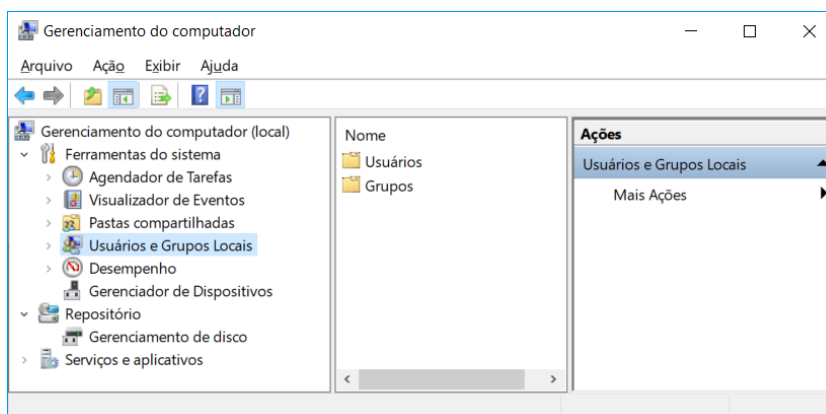 Gerenciamento do computador
Arquivo Ação Exibir Ajuda
Gerenciamento do computador (local)
Ferramentas do sistema
Agendador de Tarefas
Visualizador de Eventos
Pastas compartilhadas
Usuários e Grupos Locais
Desempenho
Gerenciador de Dispositivos
Repositório
Gerenciamento de disco
Serviços e aplicativos
Nome
Usuários
Grupos
Ações
Usuários e Grupos Locais
Mais Ações